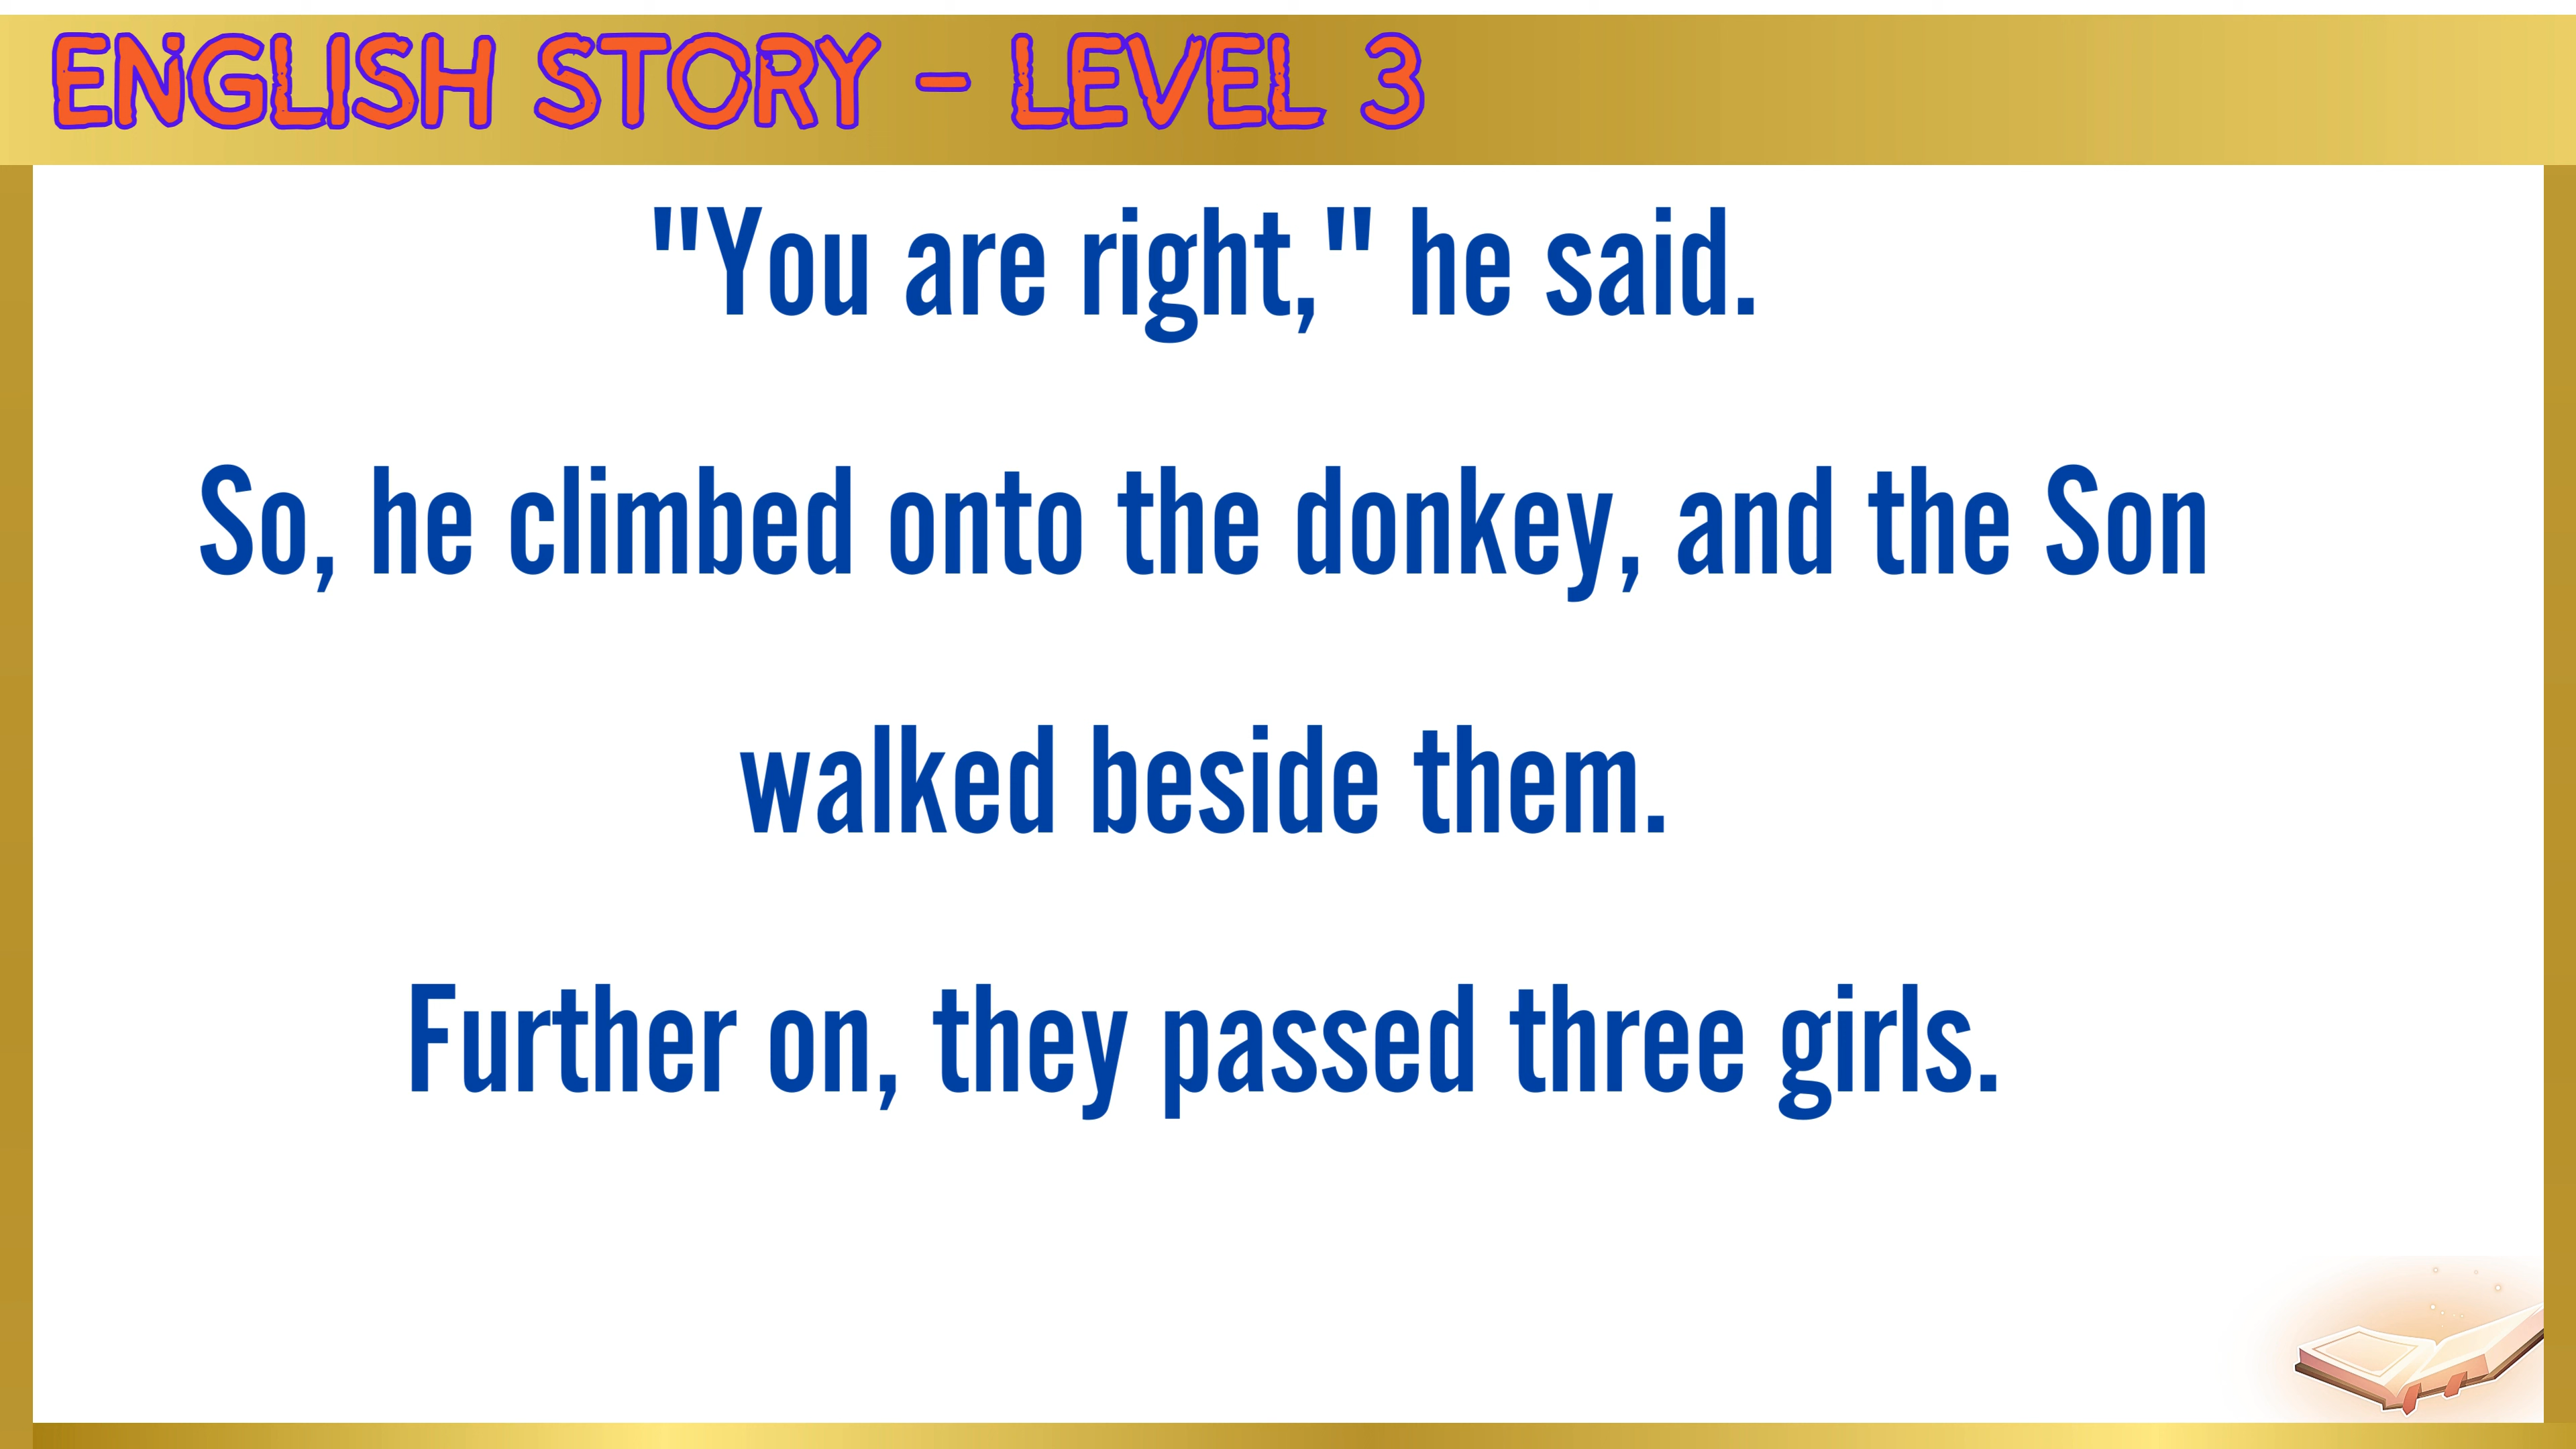 ENGLISH STORY - LEVEL 3
"You are right," he said.
So, he climbed onto the donkey, and the Son
walked beside them.
Further on, they passed three girls.